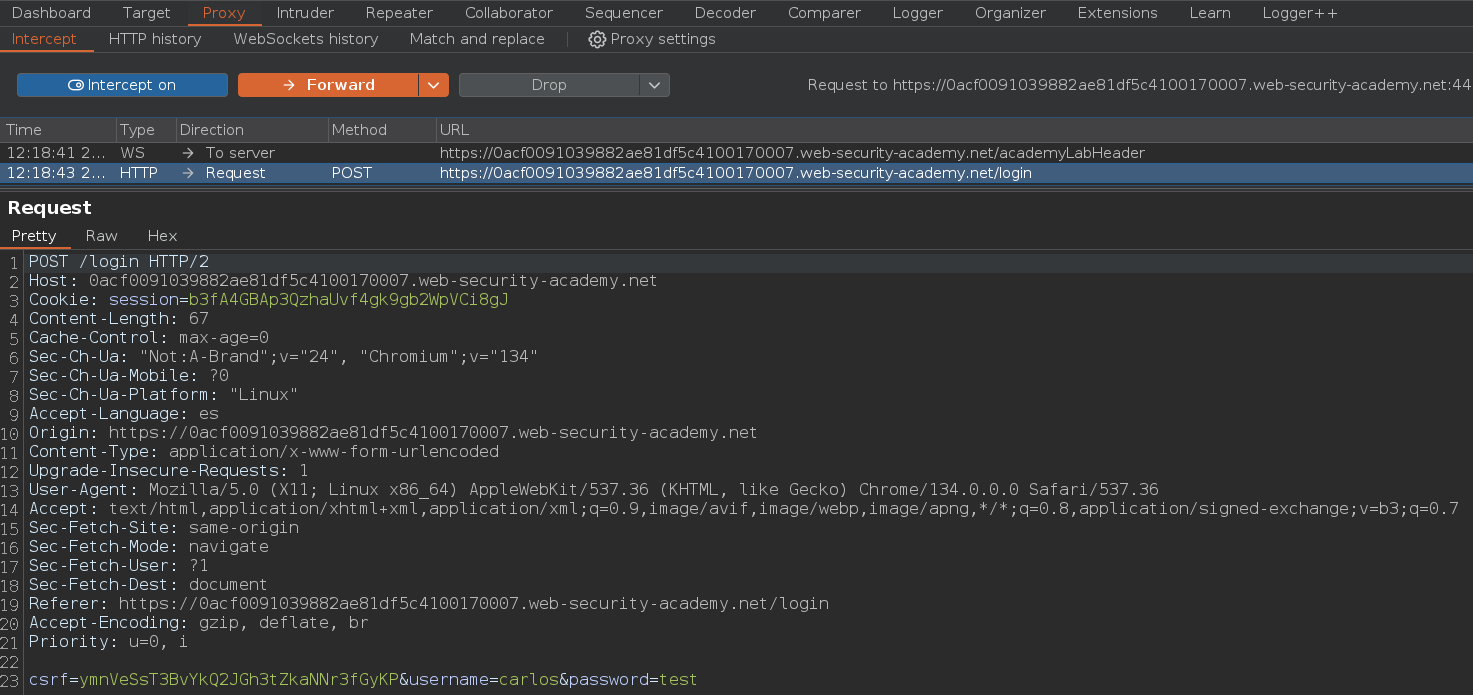 Dashboard Target Proxy Intruder Repeater Collaborator Sequencer Decoder Comparer Logger Organizer Extensions Learn Logger++
Intercept HTTP history WebSockets history Match and replace Proxy settings
Intercept on → Forward Drop Request to https://0acf0091039882ae81df5c4100170007.web-security-academy.net:44
Time Type Direction Method URL
12:18:41 2... WS → To server https://0acf0091039882ae81df5c4100170007.web-security-academy.net/academyLabHeader
12:18:43 2... HTTP → Request POST https://0acf0091039882ae81df5c4100170007.web-security-academy.net/login
Request
Pretty Raw Hex
1 POST /login HTTP/2
2 Host: 0acf0091039882ae81df5c4100170007.web-security-academy.net
3 Cookie: session=b3fA4GBAp3QzhaUvf4gk9gb2WpVCi8gJ
4 Content-Length: 67
5 Cache-Control: max-age=0
6 Sec-Ch-Ua: "Not:A-Brand";v="24", "Chromium";v="134"
7 Sec-Ch-Ua-Mobile: ?0
8 Sec-Ch-Ua-Platform: "Linux"
9 Accept-Language: es
10 Origin: https://0acf0091039882ae81df5c4100170007.web-security-academy.net
11 Content-Type: application/x-www-form-urlencoded
12 Upgrade-Insecure-Requests: 1
13 User-Agent: Mozilla/5.0 (X11; Linux x86_64) AppleWebKit/537.36 (KHTML, like Gecko) Chrome/134.0.0.0 Safari/537.36
14 Accept: text/html,application/xhtml+xml,application/xml;q=0.9,image/avif,image/webp,image/apng,*/*;q=0.8,application/signed-exchange;v=b3;q=0.7
15 Sec-Fetch-Site: same-origin
16 Sec-Fetch-Mode: navigate
17 Sec-Fetch-User: ?1
18 Sec-Fetch-Dest: document
19 Referer: https://0acf0091039882ae81df5c4100170007.web-security-academy.net/login
20 Accept-Encoding: gzip, deflate, br
21 Priority: u=0, i
22
23 csrf=ymnVeSsT3BvYkQ2JGh3tZkaNNr3fGyKP&username=carlos&password=test